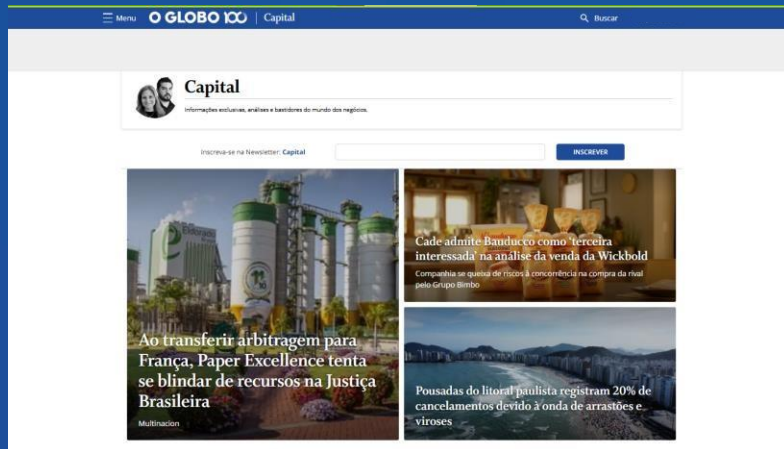 Menu O GLOBO 100 | Capital Buscar
Capital
Informações exclusivas, análises e bastidores do mundo dos negócios.
Inscreva-se na Newsletter: Capital INSCREVER
Eldorado
Brasil
Ao transferir arbitragem para
França, Paper Excellence tenta
se blindar de recursos na Justiça
Brasileira
Multinacion
Cade admite Bauducco como 'terceira
interessada' na análise da venda da Wickbold
Companhia se queixa de riscos à concorrência na compra da rival
pelo Grupo Bimbo
Pousadas do litoral paulista registram 20% de
cancelamentos devido à onda de arrastões e
viroses